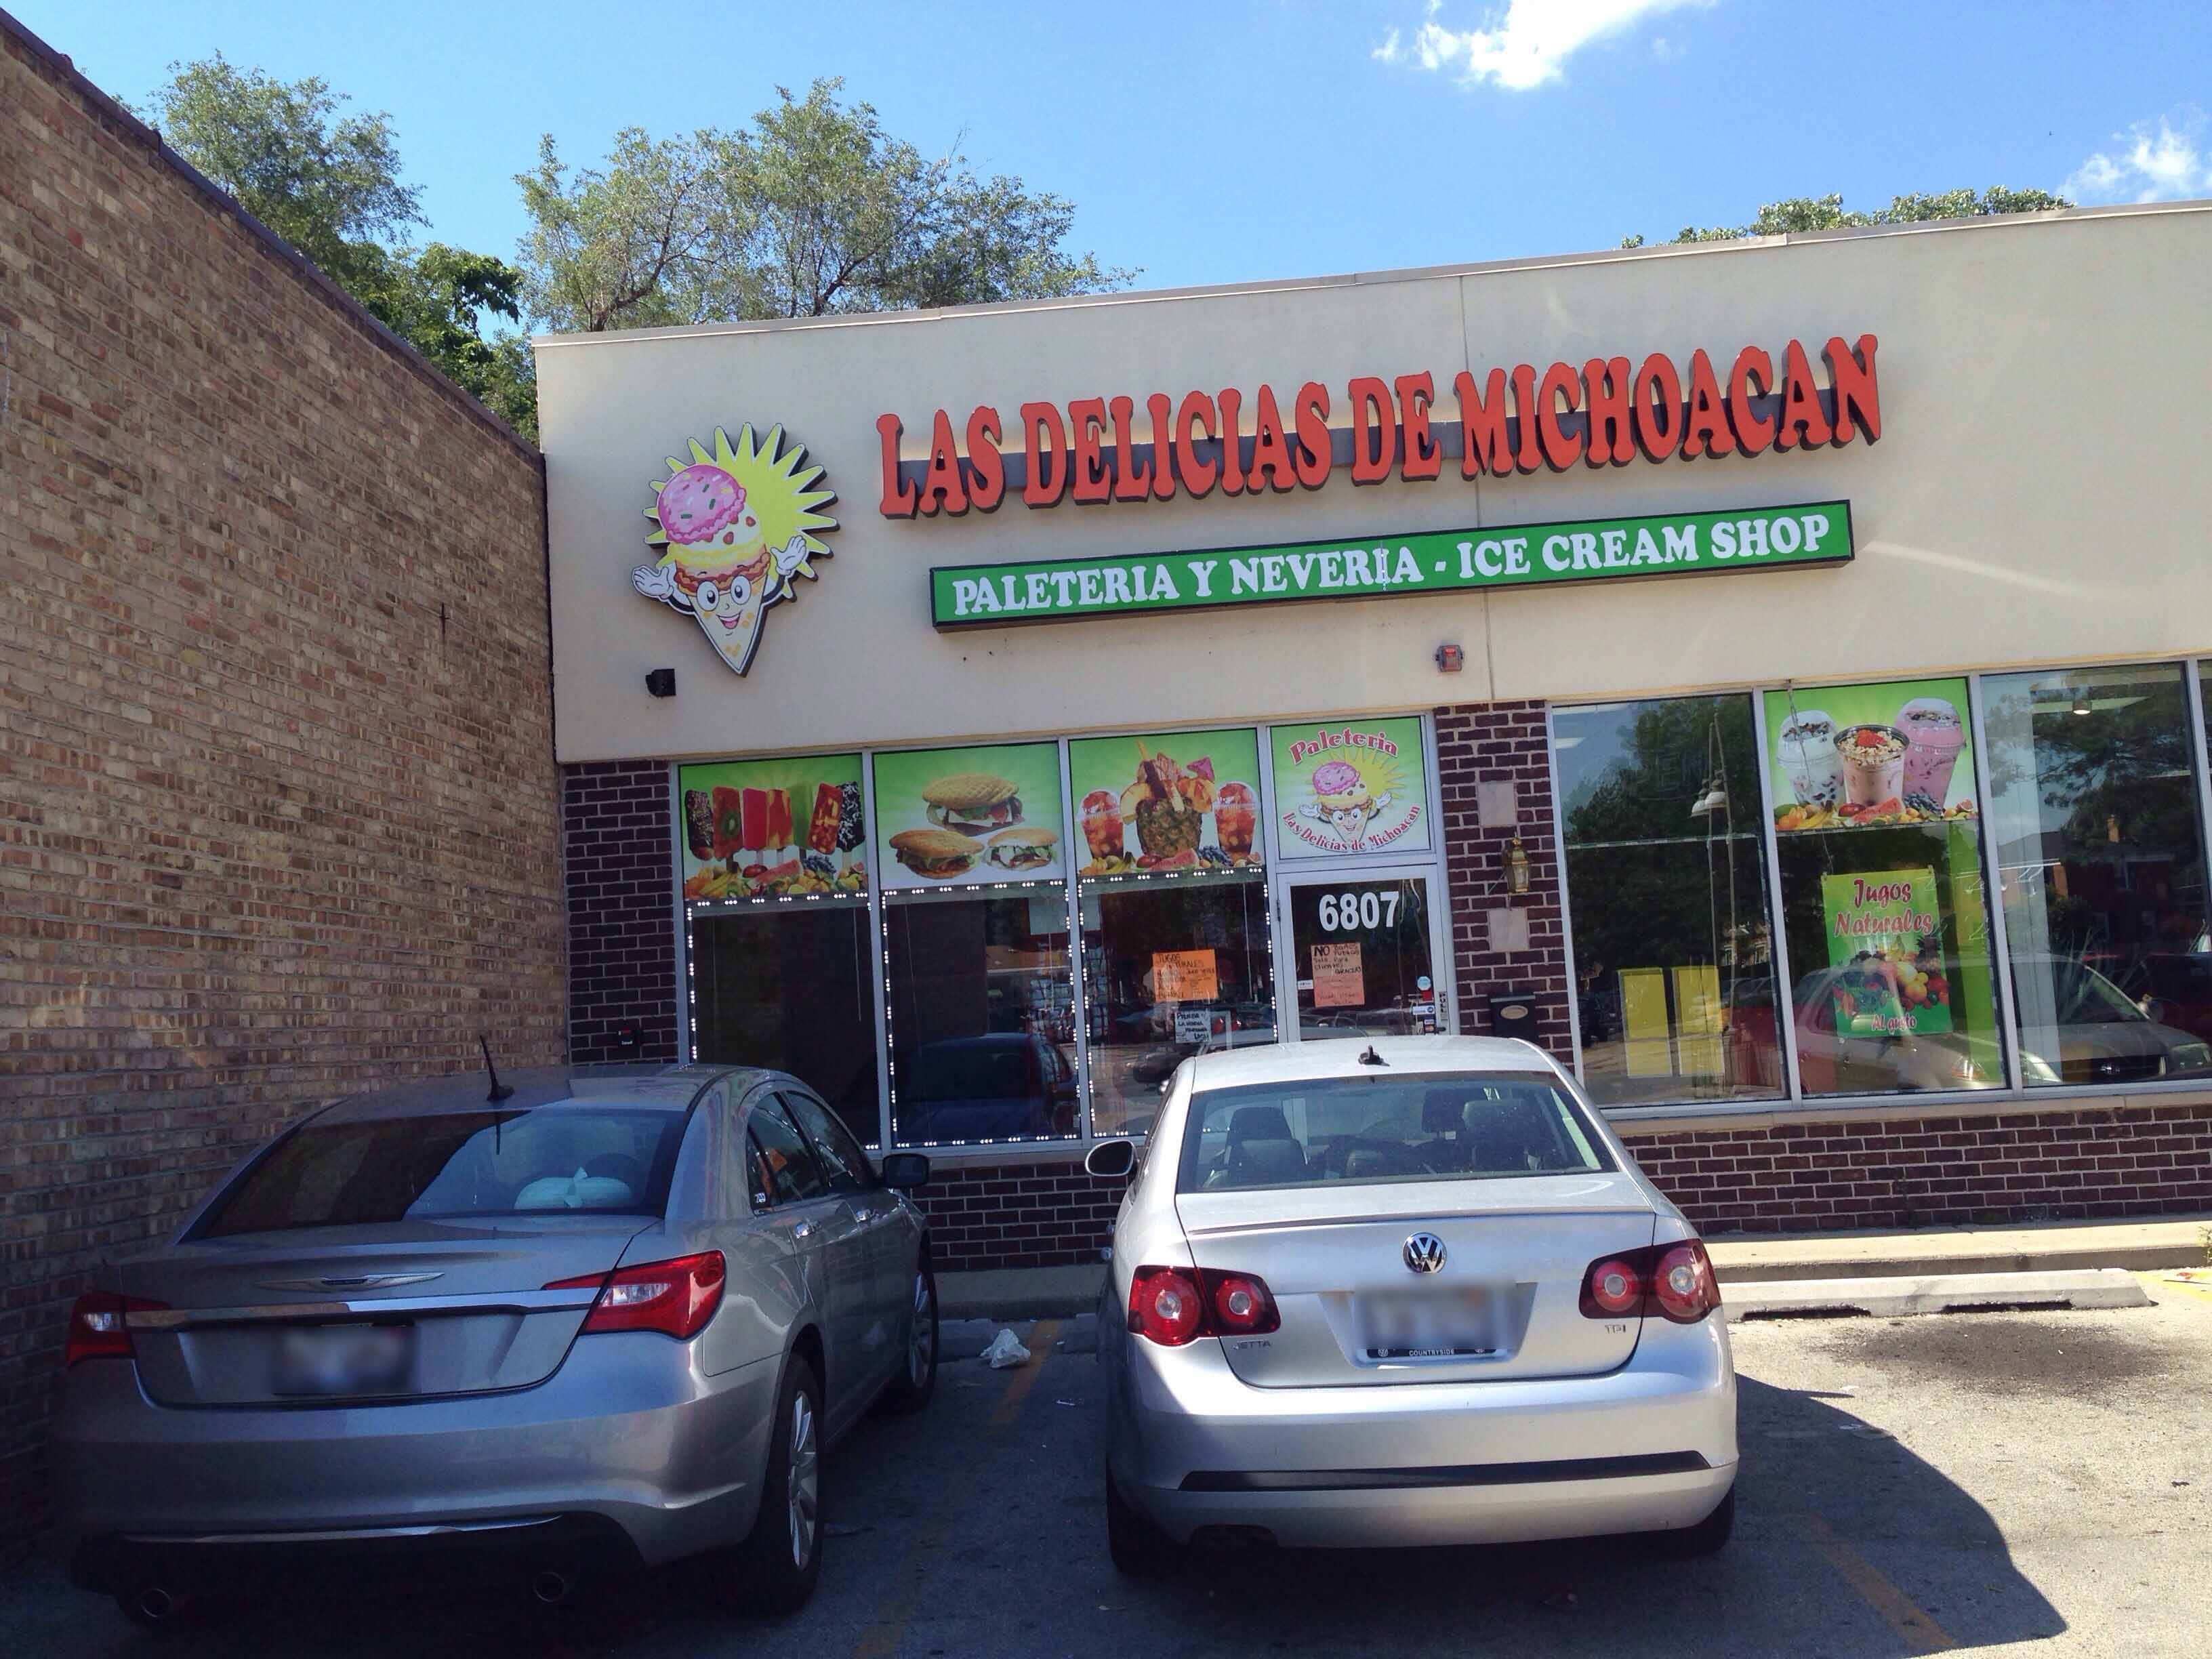 LAS DELICIAS DE MICHOACAN
PALETERIA Y NEVERIA - ICE CREAM SHOP
Paleteria
Las Delicias de Michoacan
6807
NO
Jugos
Naturales
AL gusto
JETTA
TDI
COUNTRYSIDE